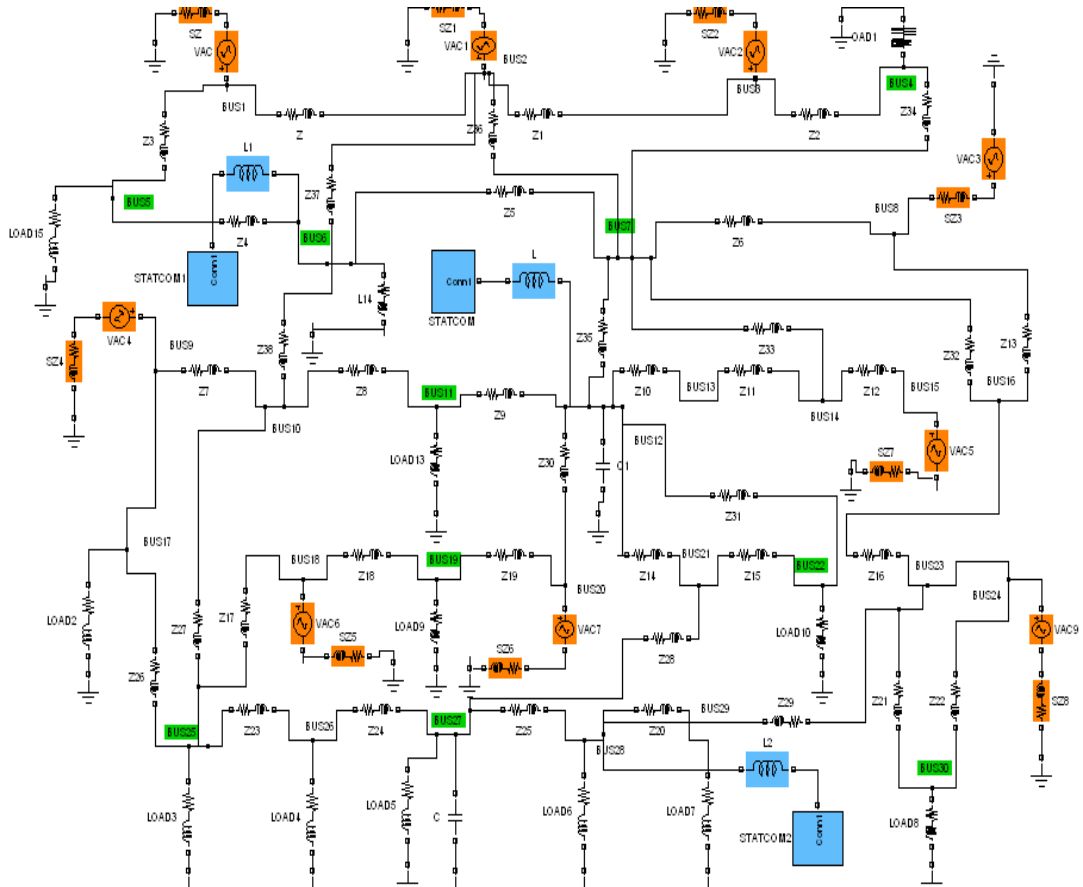 SZ
SZ1
SZ2
OAD1
VAC
VAC1
BUS2
VAC2
BUS1
BUS3
BUS4
Z
Z36
Z1
Z2
Z34
Z3
VAC3
L1
Z37
BUS5
Z5
BUS7
BUS8
SZ3
Z4
BUS6
Z6
LOAD15
Conn1
STATCOM1
Conn1
L
L14
STATCOM
VAC4
SZ4
BUS9
Z38
Z35
Z33
Z32
Z13
Z7
Z8
BUS11
Z9
Z10
BUS13
Z11
Z12
BUS15
BUS16
BUS10
BUS14
BUS12
LOAD13
Z30
C1
SZ7
VAC5
Z31
BUS17
BUS18
Z18
BUS19
Z19
BUS20
Z14
BUS21
Z15
BUS22
Z16
BUS23
BUS24
LOAD2
Z27
Z17
VAC6
SZ5
LOAD9
VAC7
SZ6
Z28
LOAD10
VAC9
Z26
Z21
Z22
SZ8
BUS25
Z23
BUS26
Z24
BUS27
Z25
BUS28
BUS29
Z20
Z29
L2
BUS30
LOAD3
LOAD4
LOAD5
C
LOAD6
LOAD7
STATCOM2
Conn1
LOAD8